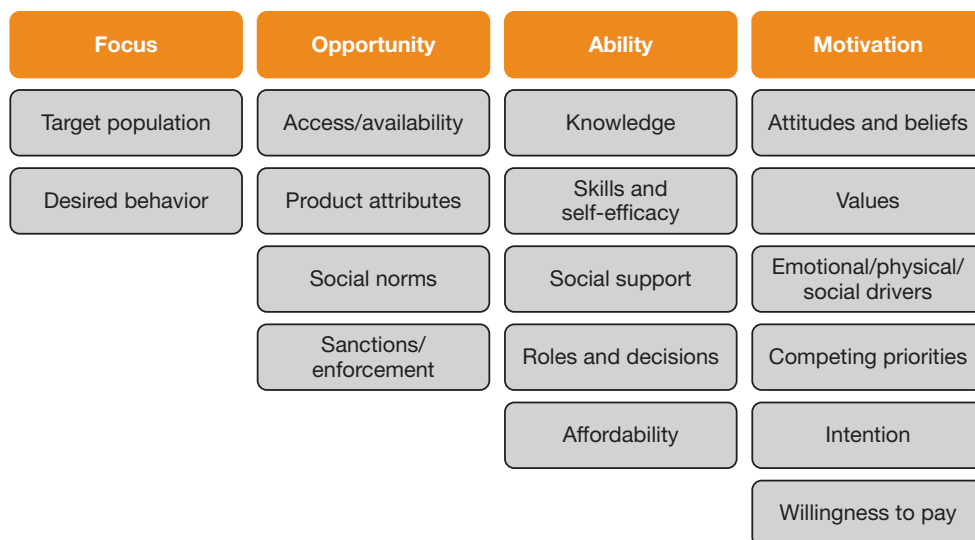 Focus
Opportunity
Ability
Motivation
Target population
Access/availability
Knowledge
Attitudes and beliefs
Desired behavior
Product attributes
Skills and
self-efficacy
Values
Social norms
Social support
Emotional/physical/
social drivers
Sanctions/
enforcement
Roles and decisions
Competing priorities
Affordability
Intention
Willingness to pay